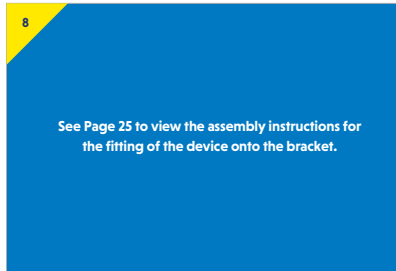 8
See Page 25 to view the assembly instructions for
the fitting of the device onto the bracket.